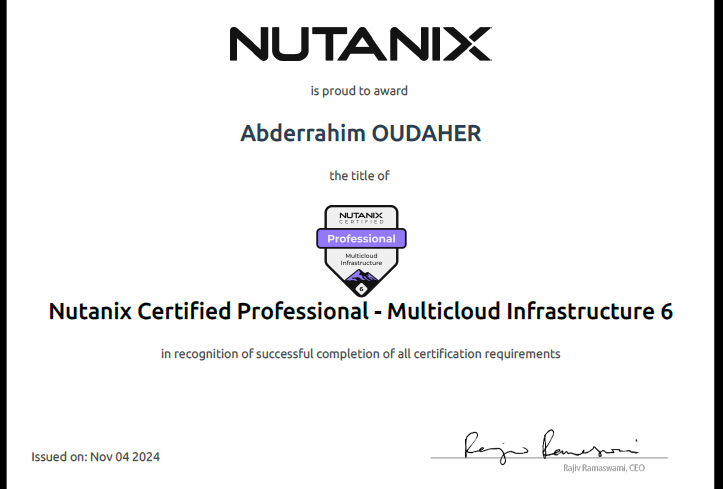 NUTANIX
is proud to award
Abderrahim OUDAHER
the title of
NUTANIX
CERTIFIED
Professional
Multicloud
Infrastructure
6
Nutanix Certified Professional - Multicloud Infrastructure 6
in recognition of successful completion of all certification requirements
Issued on: Nov 04 2024
Rajiv Ramaswami
Rajiv Ramaswami, CEO